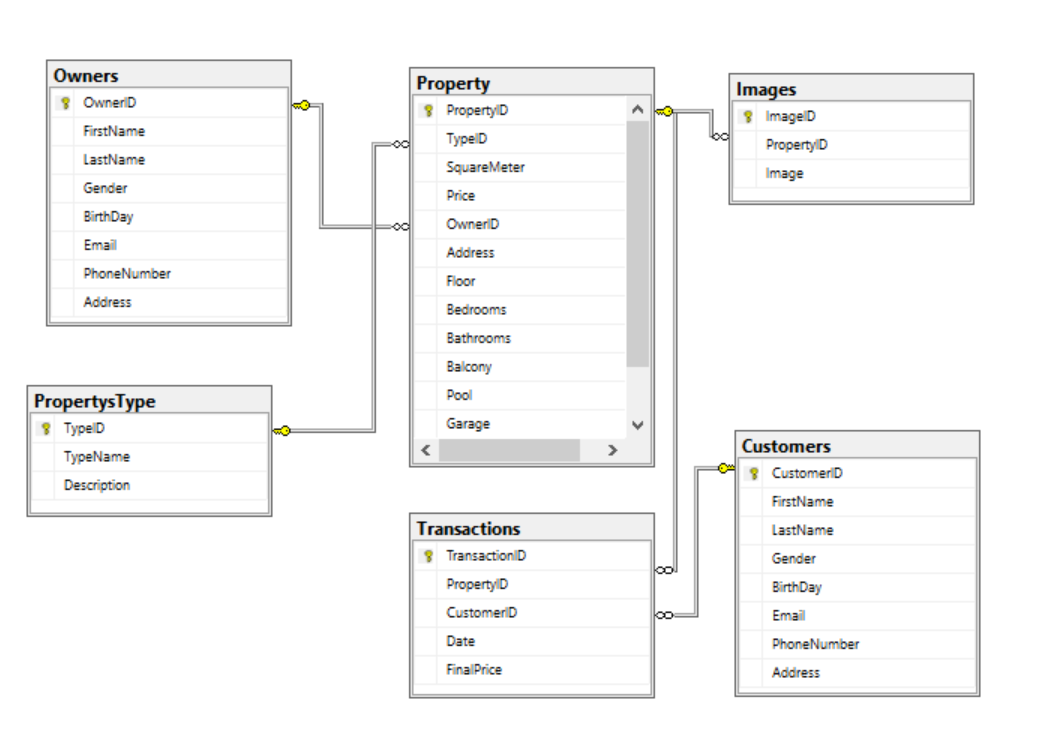 Owners
OwnerID
FirstName
LastName
Gender
BirthDay
Email
PhoneNumber
Address
Property
PropertyID
TypeID
SquareMeter
Price
OwnerID
Address
Floor
Bedrooms
Bathrooms
Balcony
Pool
Garage
Images
ImageID
PropertyID
Image
PropertysType
TypeID
TypeName
Description
Transactions
TransactionID
PropertyID
CustomerID
Date
FinalPrice
Customers
CustomerID
FirstName
LastName
Gender
BirthDay
Email
PhoneNumber
Address